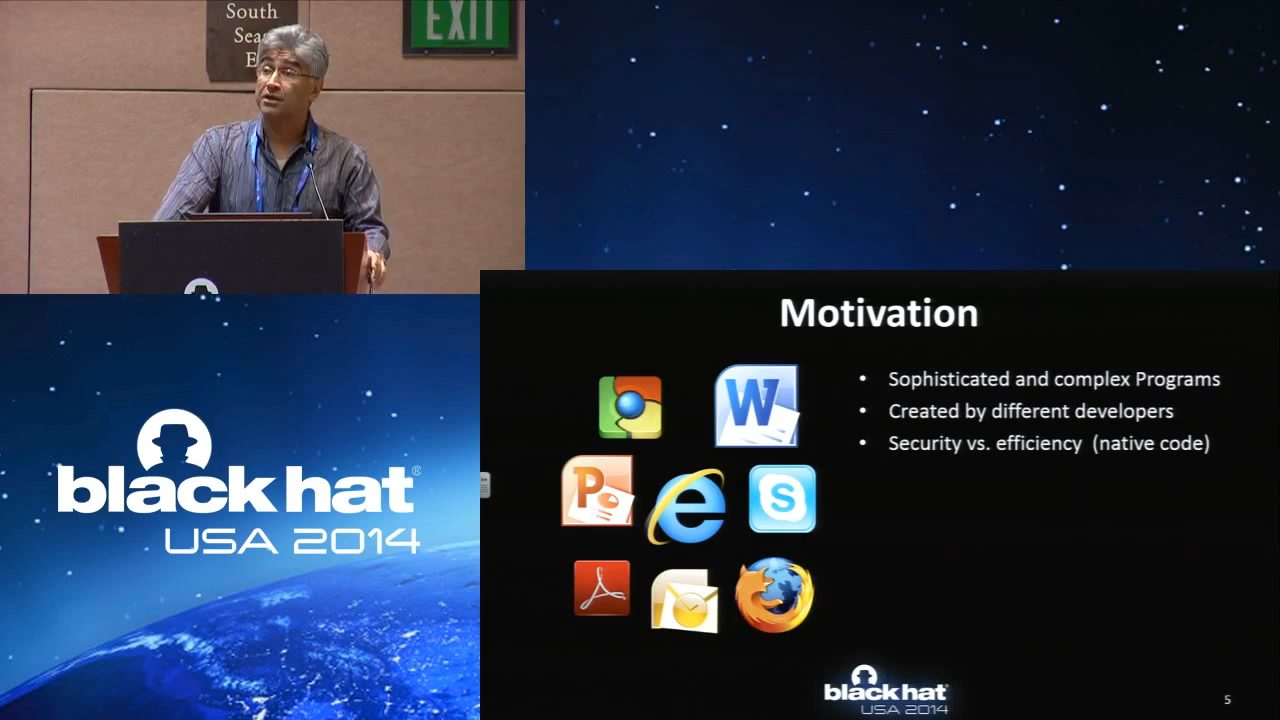 South
Sea
E
EXIT
Motivation
• Sophisticated and complex Programs
• Created by different developers
• Security vs. efficiency (native code)
W
P
e
S
black hat®
USA 2014
black hat
USA 2014
5